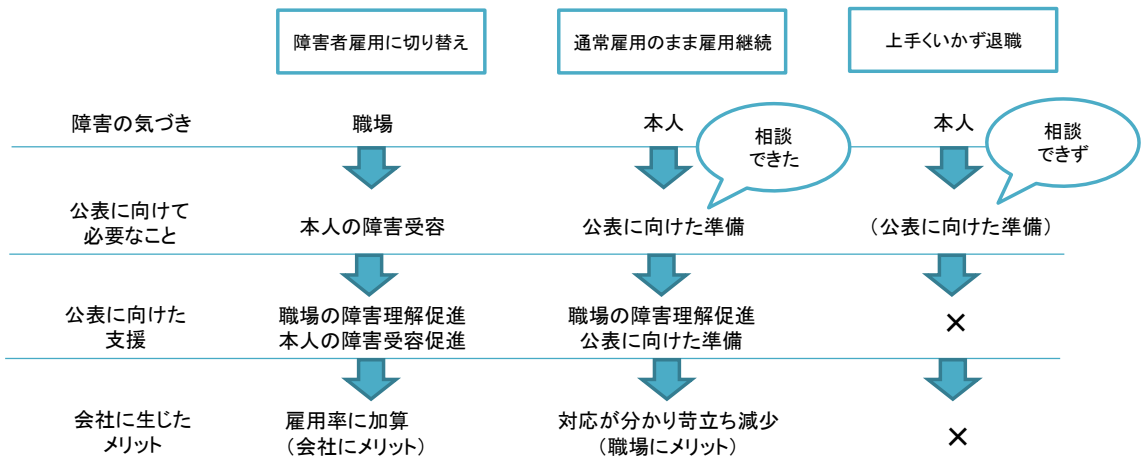 障害者雇用に切り替え
通常雇用のまま雇用継続
上手くいかず退職
障害の気づき
職場
本人
相談
できた
本人
相談
できず
公表に向けて
必要なこと
本人の障害受容
公表に向けた準備
(公表に向けた準備)
公表に向けた
支援
職場の障害理解促進
本人の障害受容促進
職場の障害理解促進
公表に向けた準備
×
会社に生じた
メリット
雇用率に加算
(会社にメリット)
対応が分かり苛立ち減少
(職場にメリット)
×